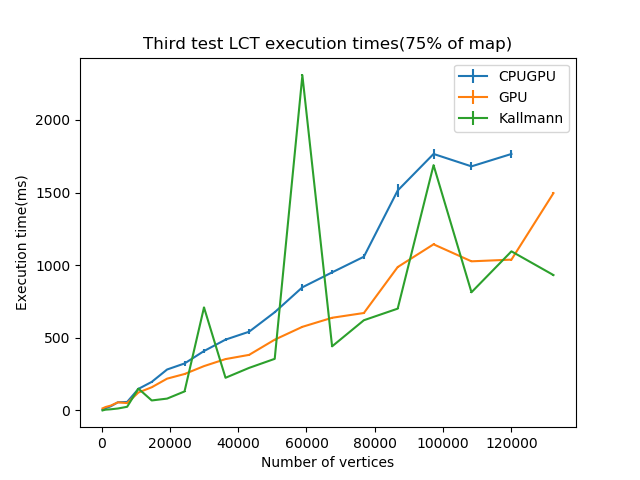 Third test LCT execution times(75% of map)
CPUGPU
GPU
Kallmann
Execution time(ms)
2000
1500
1000
500
0
0 20000 40000 60000 80000 100000 120000
Number of vertices